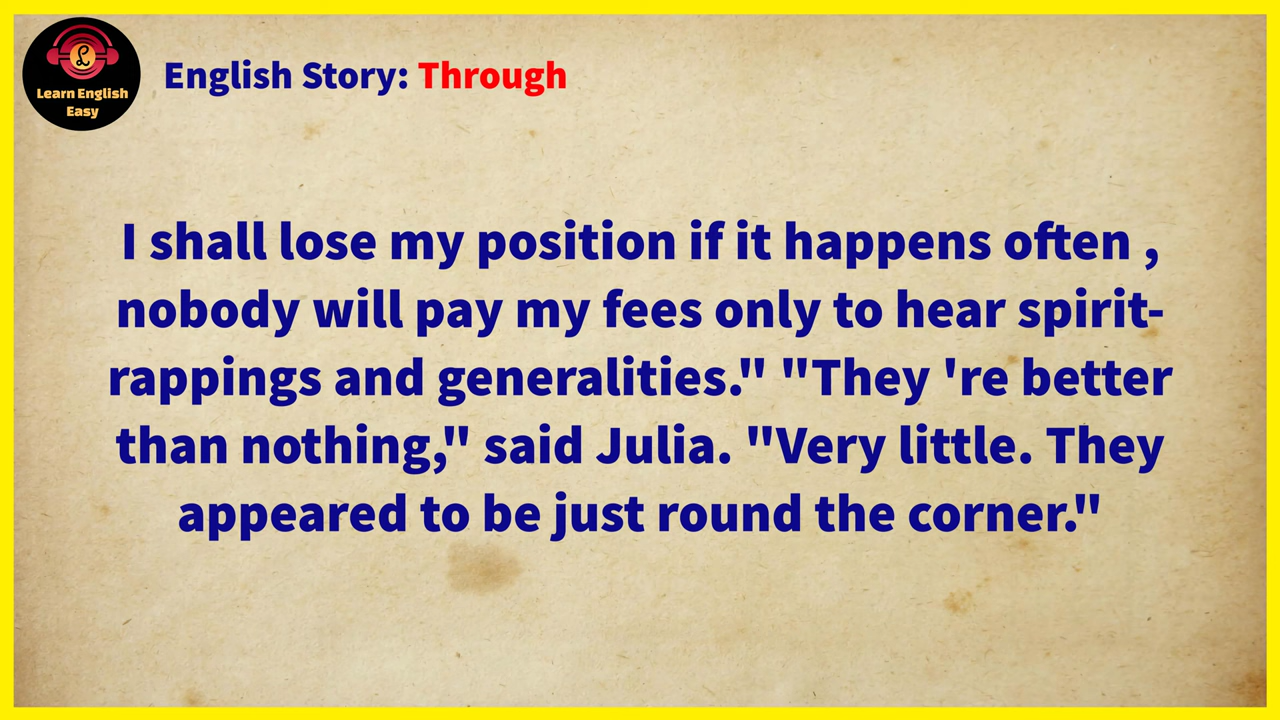 Learn English
Easy
English Story: Through
I shall lose my position if it happens often ,
nobody will pay my fees only to hear spirit-
rappings and generalities." "They 're better
than nothing," said Julia. "Very little. They
appeared to be just round the corner."